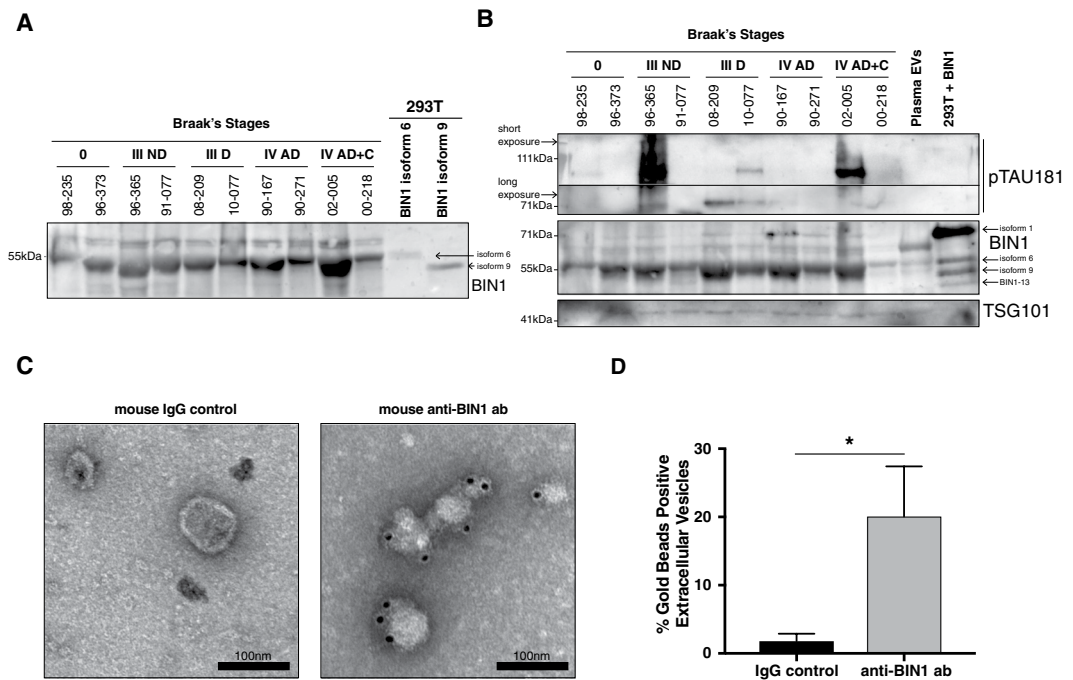 A
Braak's Stages
293T
0
III ND
III D
IV AD
IV AD+C
98-235
96-373
96-365
91-077
08-209
10-077
90-167
90-271
02-005
00-218
BIN1 isoform 6
BIN1 isoform 9
55kDa
isoform 6
isoform 9
BIN1
B
Braak's Stages
0
III ND
III D
IV AD
IV AD+C
98-235
96-373
96-365
91-077
08-209
10-077
90-167
90-271
02-005
00-218
Plasma EVs
293T + BIN1
short
exposure
111kDa
long
exposure
71kDa
pTAU181
71kDa
55kDa
isoform 1
BIN1
isoform 6
isoform 9
BIN1-13
41kDa
TSG101
C
mouse IgG control
mouse anti-BIN1 ab
100nm
100nm
D
% Gold Beads Positive
Extracellular Vesicles
30
20
10
0
*
IgG control
anti-BIN1 ab